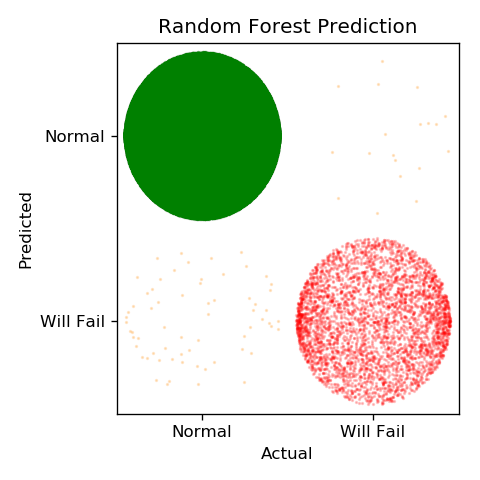 Random Forest Prediction
Normal
Predicted
Will Fail
Normal
Will Fail
Actual